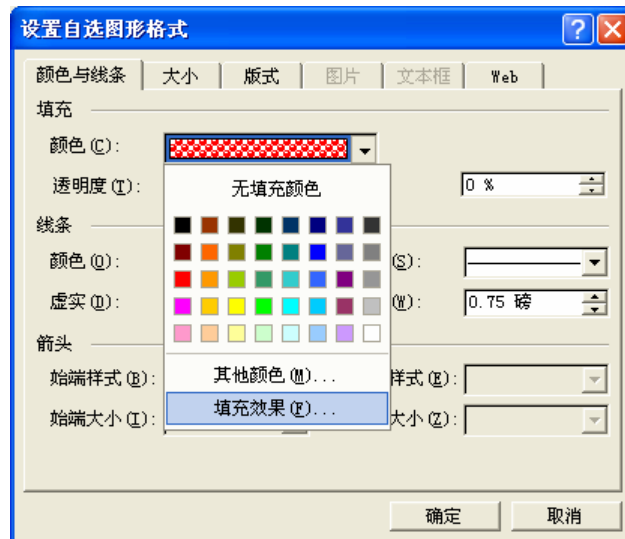 设置自选图形格式
颜色与线条 大小 版式 图片 文本框 Web
填充
颜色(C):
透明度(T): 无填充颜色 0 %
线条
颜色(O): (S):
虚实(D): (W): 0.75 磅
箭头
始端样式(B): 其他颜色(M)... 样式(E):
始端大小(I): 填充效果(F)... 大小(Z):
确定 取消